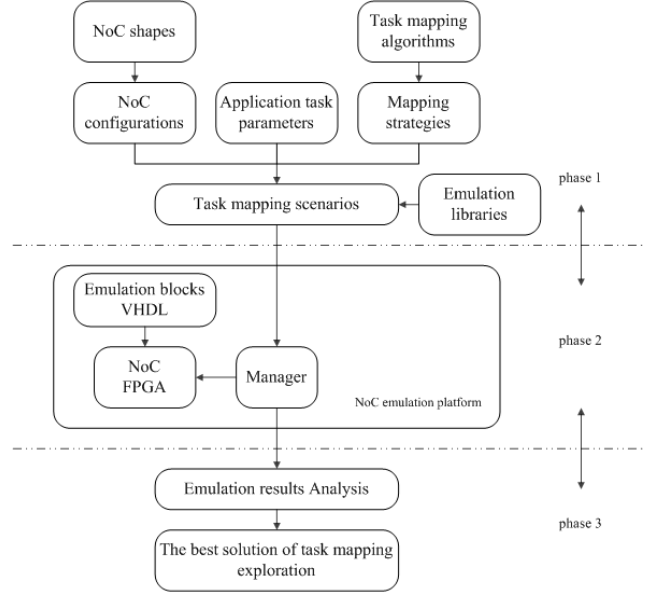 NoC shapes
Task mapping
algorithms
NoC
configurations
Application task
parameters
Mapping
strategies
phase 1
Task mapping scenarios
Emulation
libraries
Emulation blocks
VHDL
phase 2
NoC
FPGA
Manager
NoC emulation platform
Emulation results Analysis
phase 3
The best solution of task mapping
exploration